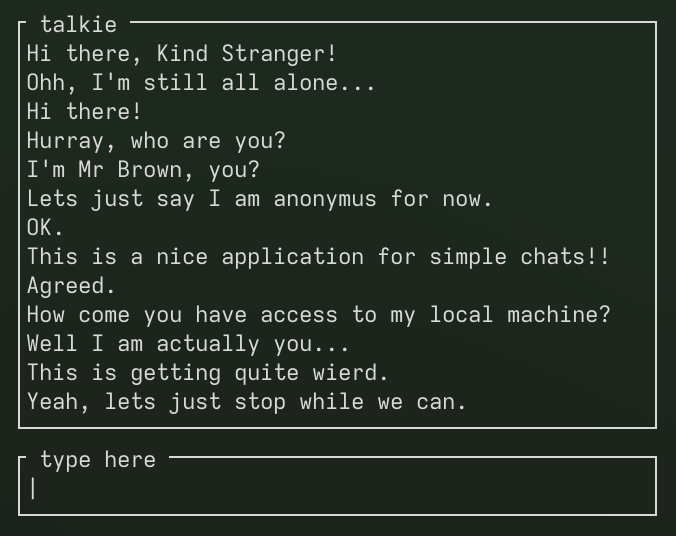 talkie
Hi there, Kind Stranger!
Ohh, I'm still all alone...
Hi there!
Hurray, who are you?
I'm Mr Brown, you?
Lets just say I am anonymus for now.
OK.
This is a nice application for simple chats!!
Agreed.
How come you have access to my local machine?
Well I am actually you...
This is getting quite wierd.
Yeah, lets just stop while we can.
type here